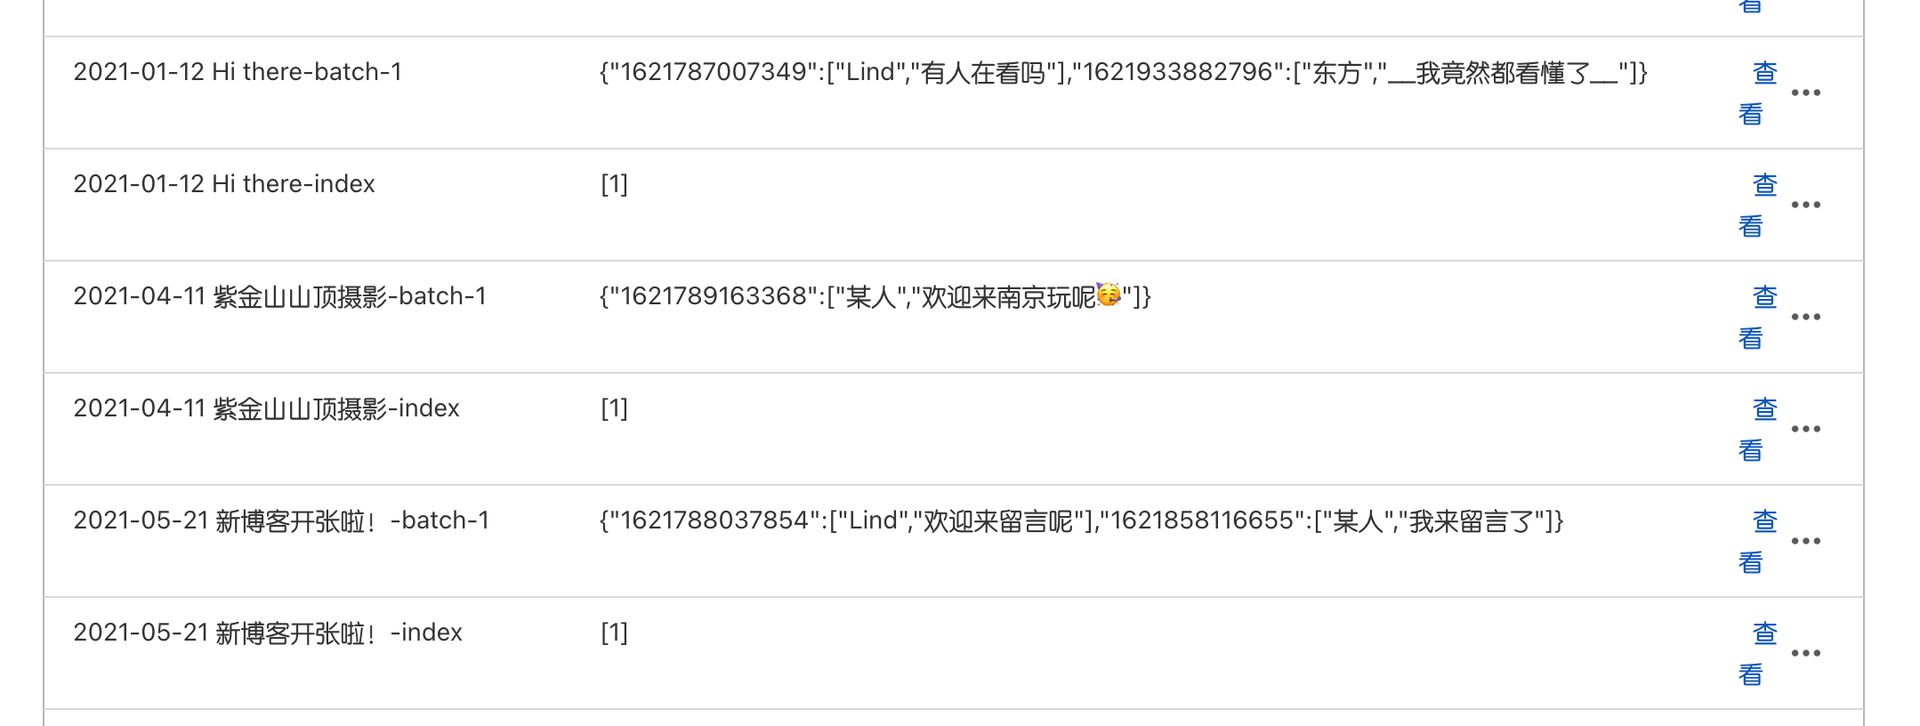 看
2021-01-12 Hi there-batch-1 {"1621787007349":["Lind","有人在看吗"],"1621933882796":["东方","__我竟然都看懂了__"]} 查
看
2021-01-12 Hi there-index [1] 查
看
2021-04-11 紫金山山顶摄影-batch-1 {"1621789163368":["某人","欢迎来南京玩呢🥳"]} 查
看
2021-04-11 紫金山山顶摄影-index [1] 查
看
2021-05-21 新博客开张啦！-batch-1 {"1621788037854":["Lind","欢迎来留言呢"],"1621858116655":["某人","我来留言了"]} 查
看
2021-05-21 新博客开张啦！-index [1] 查
看